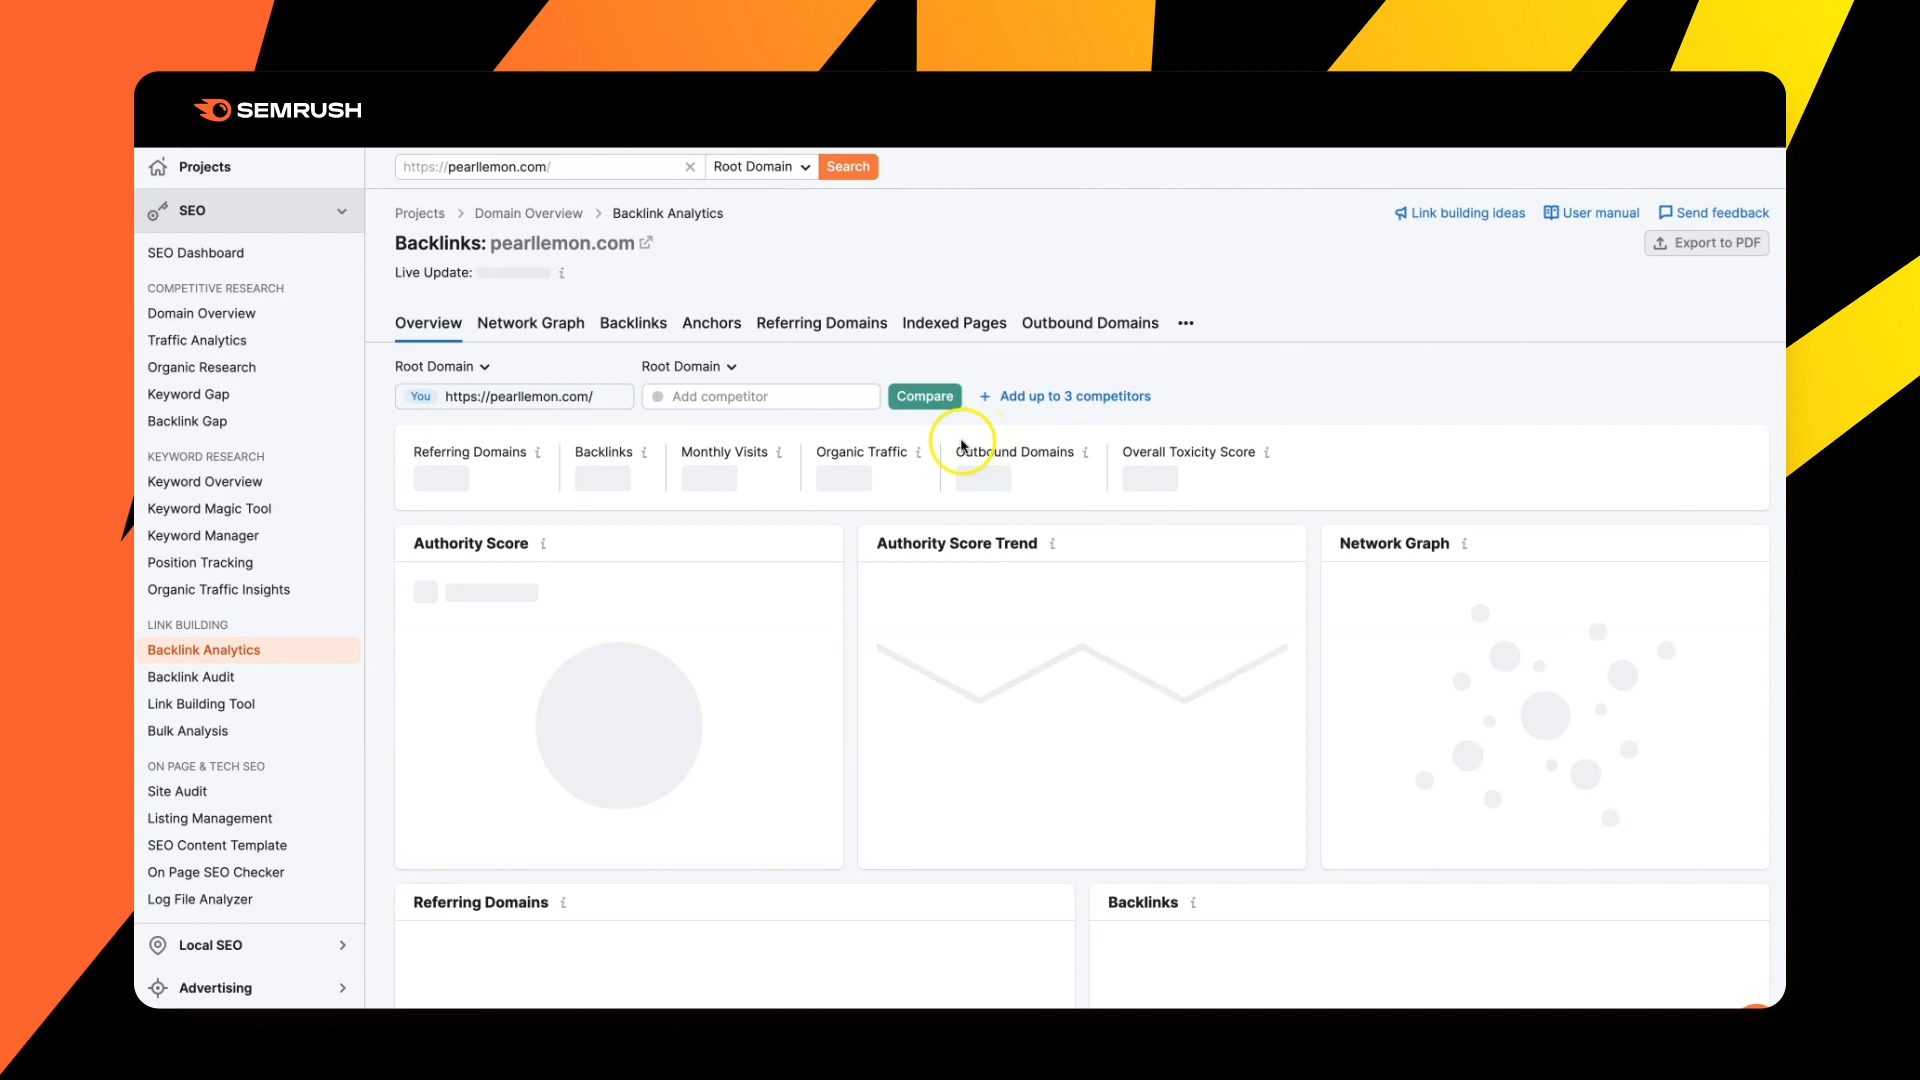 SEMRUSH
Projects
https://pearllemon.com/
Root Domain
Search
SEO
Projects
Domain Overview
Backlink Analytics
Link building ideas
User manual
Send feedback
Backlinks: pearllemon.com
Export to PDF
Live Update:
SEO Dashboard
COMPETITIVE RESEARCH
Domain Overview
Traffic Analytics
Organic Research
Keyword Gap
Backlink Gap
KEYWORD RESEARCH
Keyword Overview
Keyword Magic Tool
Keyword Manager
Position Tracking
Organic Traffic Insights
LINK BUILDING
Backlink Analytics
Backlink Audit
Link Building Tool
Bulk Analysis
ON PAGE & TECH SEO
Site Audit
Listing Management
SEO Content Template
On Page SEO Checker
Log File Analyzer
Local SEO
Advertising
Overview
Network Graph
Backlinks
Anchors
Referring Domains
Indexed Pages
Outbound Domains
Root Domain
Root Domain
You https://pearllemon.com/
Add competitor
Compare
+ Add up to 3 competitors
Referring Domains
Backlinks
Monthly Visits
Organic Traffic
Outbound Domains
Overall Toxicity Score
Authority Score
Authority Score Trend
Network Graph
Referring Domains
Backlinks